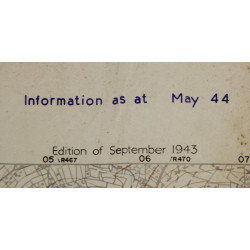 Information as at May 44
Edition of September 1943
05 R467 06 R470 07